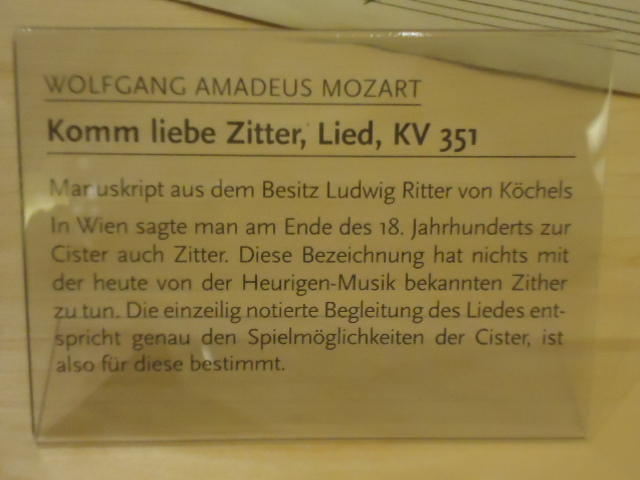 WOLFGANG AMADEUS MOZART
Komm liebe Zitter, Lied, KV 351
Manuskript aus dem Besitz Ludwig Ritter von Köchels
In Wien sagte man am Ende des 18. Jahrhunderts zur
Cister auch Zitter. Diese Bezeichnung hat nichts mit
der heute von der Heurigen-Musik bekannten Zither
zu tun. Die einzeilig notierte Begleitung des Liedes ent-
spricht genau den Spielmöglichkeiten der Cister, ist
also für diese bestimmt.